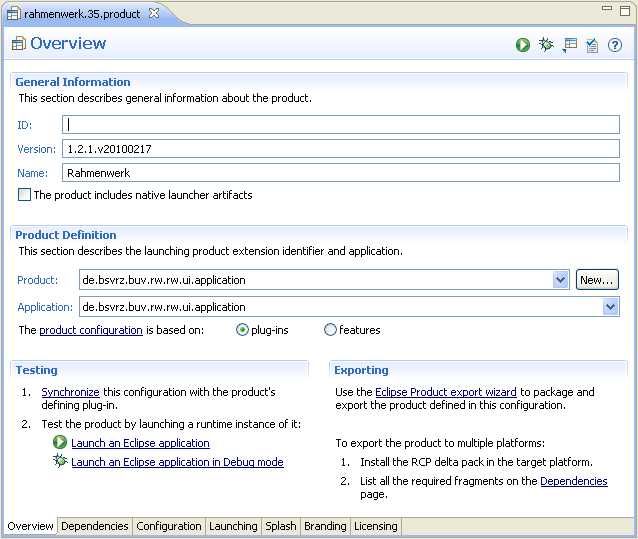 rahmenwerk.35.product
Overview
General Information
This section describes general information about the product.
ID:
Version: 1.2.1.v20100217
Name: Rahmenwerk
The product includes native launcher artifacts
Product Definition
This section describes the launching product extension identifier and application.
Product: de.bsvrz.buv.rw.rw.ui.application New...
Application: de.bsvrz.buv.rw.rw.ui.application
The product configuration is based on: plug-ins features
Testing
1. Synchronize this configuration with the product's
defining plug-in.
2. Test the product by launching a runtime instance of it:
Launch an Eclipse application
Launch an Eclipse application in Debug mode
Exporting
Use the Eclipse Product export wizard to package and
export the product defined in this configuration.
To export the product to multiple platforms:
1. Install the RCP delta pack in the target platform.
2. List all the required fragments on the Dependencies
page.
Overview Dependencies Configuration Launching Splash Branding Licensing